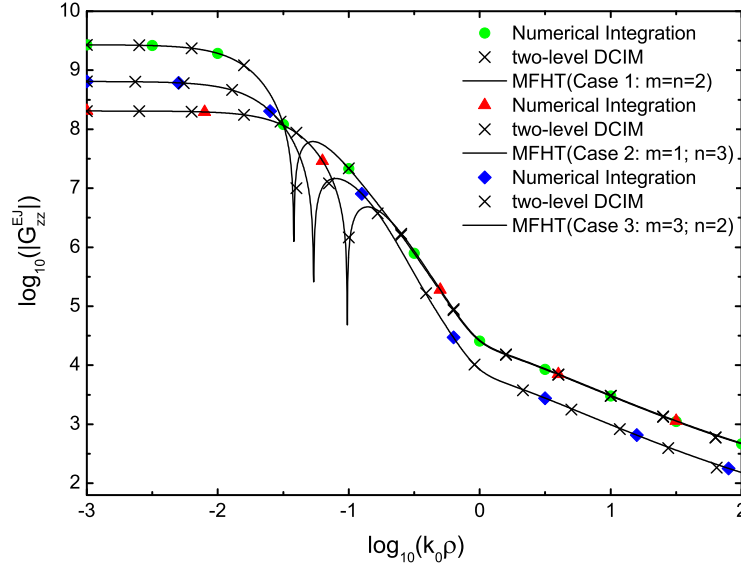 Numerical Integration
two-level DCIM
MFHT(Case 1: m=n=2)
Numerical Integration
two-level DCIM
MFHT(Case 2: m=1; n=3)
Numerical Integration
two-level DCIM
MFHT(Case 3: m=3; n=2)
10
9
8
7
6
5
4
3
2
log₁₀(|G_zz^EJ|)
-3 -2 -1 0 1 2
log₁₀(k₀ρ)